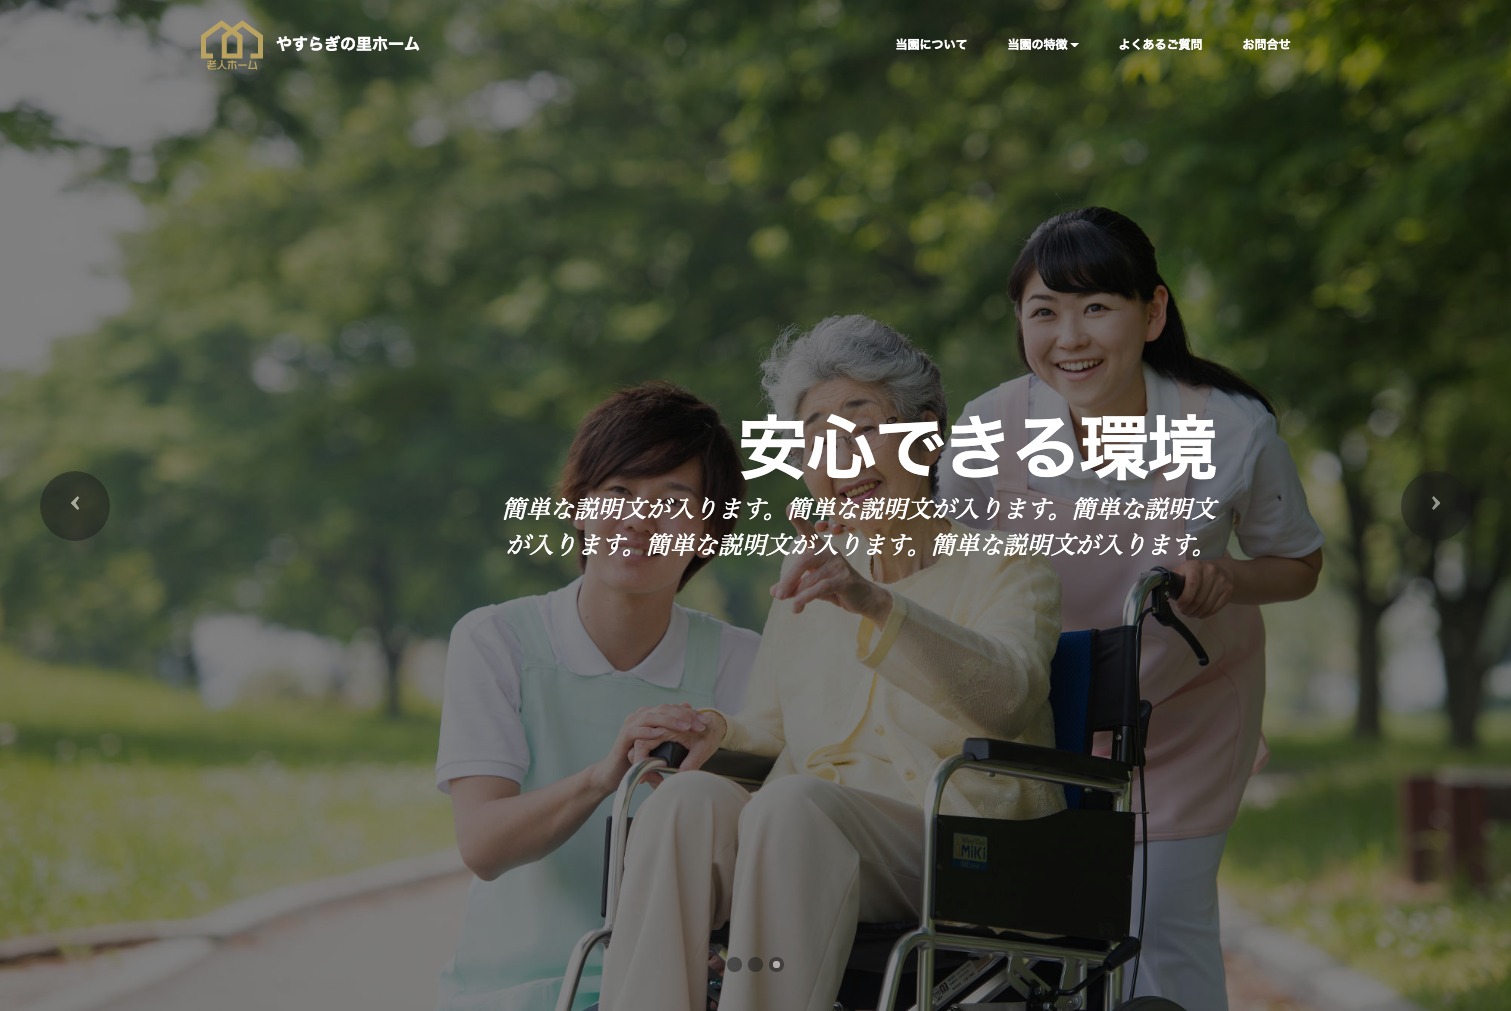 老人ホーム
やすらぎの里ホーム
当園について
当園の特徴
よくあるご質問
お問合せ
安心できる環境
簡単な説明文が入ります。簡単な説明文が入ります。簡単な説明文
が入ります。簡単な説明文が入ります。簡単な説明文が入ります。
MiKi